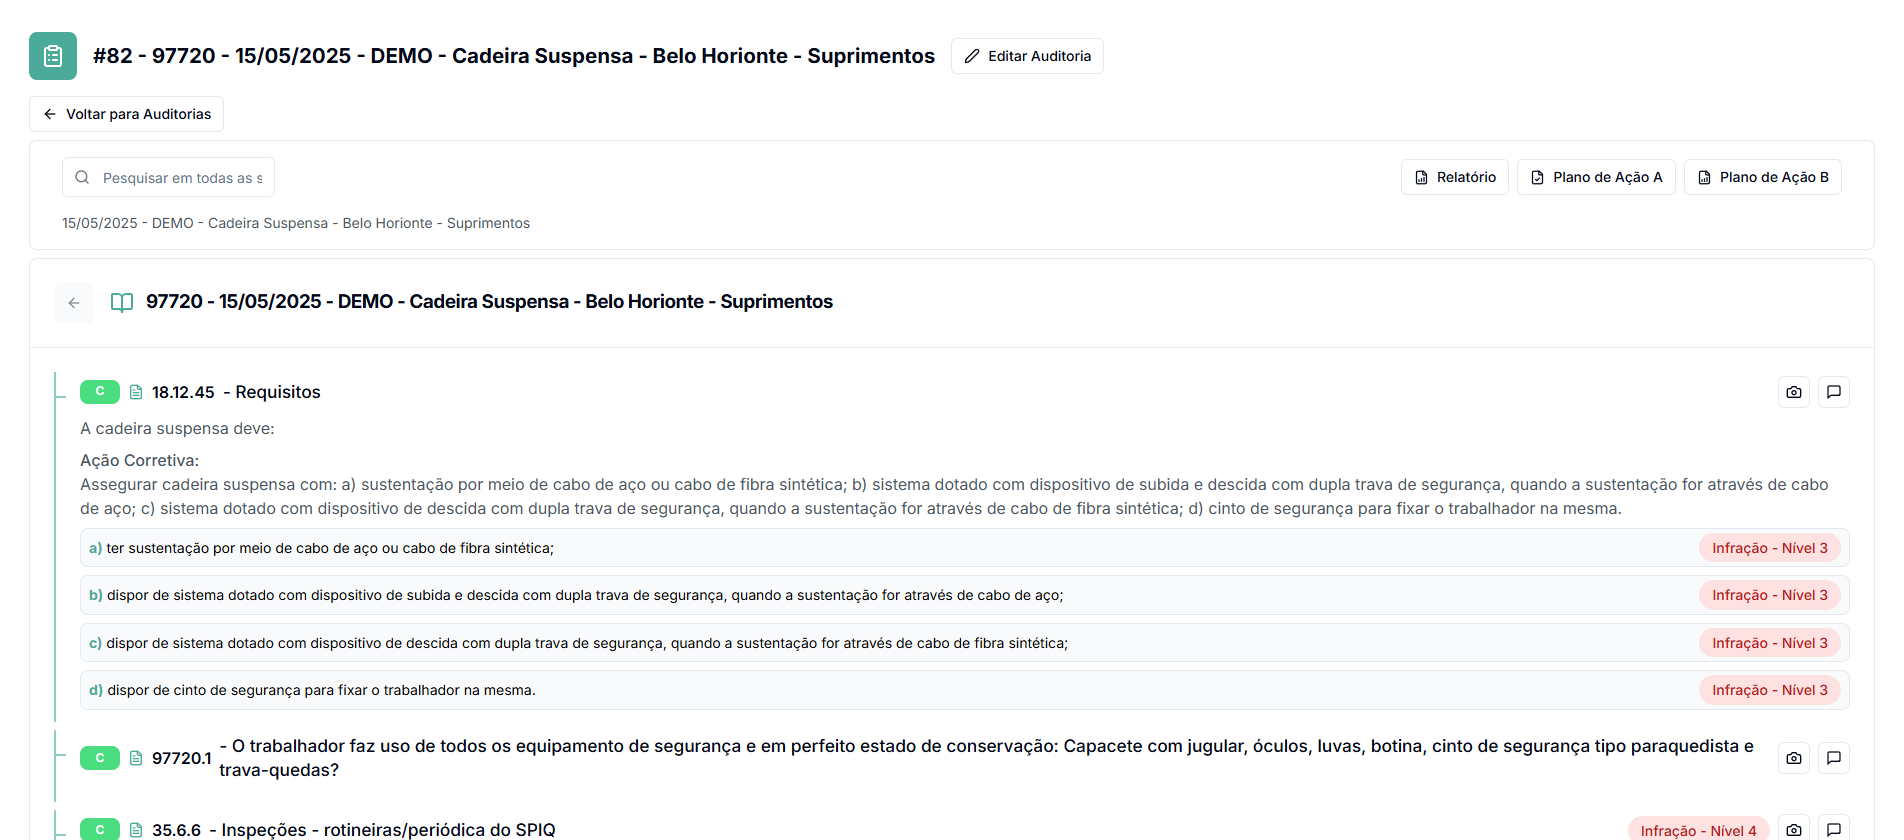 #82 - 97720 - 15/05/2025 - DEMO - Cadeira Suspensa - Belo Horionte - Suprimentos
Editar Auditoria
Voltar para Auditorias
Pesquisar em todas as s
Relatório
Plano de Ação A
Plano de Ação B
15/05/2025 - DEMO - Cadeira Suspensa - Belo Horionte - Suprimentos
97720 - 15/05/2025 - DEMO - Cadeira Suspensa - Belo Horionte - Suprimentos
C 18.12.45 - Requisitos
A cadeira suspensa deve:
Ação Corretiva:
Assegurar cadeira suspensa com: a) sustentação por meio de cabo de aço ou cabo de fibra sintética; b) sistema dotado com dispositivo de subida e descida com dupla trava de segurança, quando a sustentação for através de cabo
de aço; c) sistema dotado com dispositivo de descida com dupla trava de segurança, quando a sustentação for através de cabo de fibra sintética; d) cinto de segurança para fixar o trabalhador na mesma.
a) ter sustentação por meio de cabo de aço ou cabo de fibra sintética; Infração - Nível 3
b) dispor de sistema dotado com dispositivo de subida e descida com dupla trava de segurança, quando a sustentação for através de cabo de aço; Infração - Nível 3
c) dispor de sistema dotado com dispositivo de descida com dupla trava de segurança, quando a sustentação for através de cabo de fibra sintética; Infração - Nível 3
d) dispor de cinto de segurança para fixar o trabalhador na mesma. Infração - Nível 3
C 97720.1 - O trabalhador faz uso de todos os equipamento de segurança e em perfeito estado de conservação: Capacete com jugular, óculos, luvas, botina, cinto de segurança tipo paraquedista e
trava-quedas?
C 35.6.6 - Inspeções - rotineiras/periódica do SPIQ Infração - Nível 4